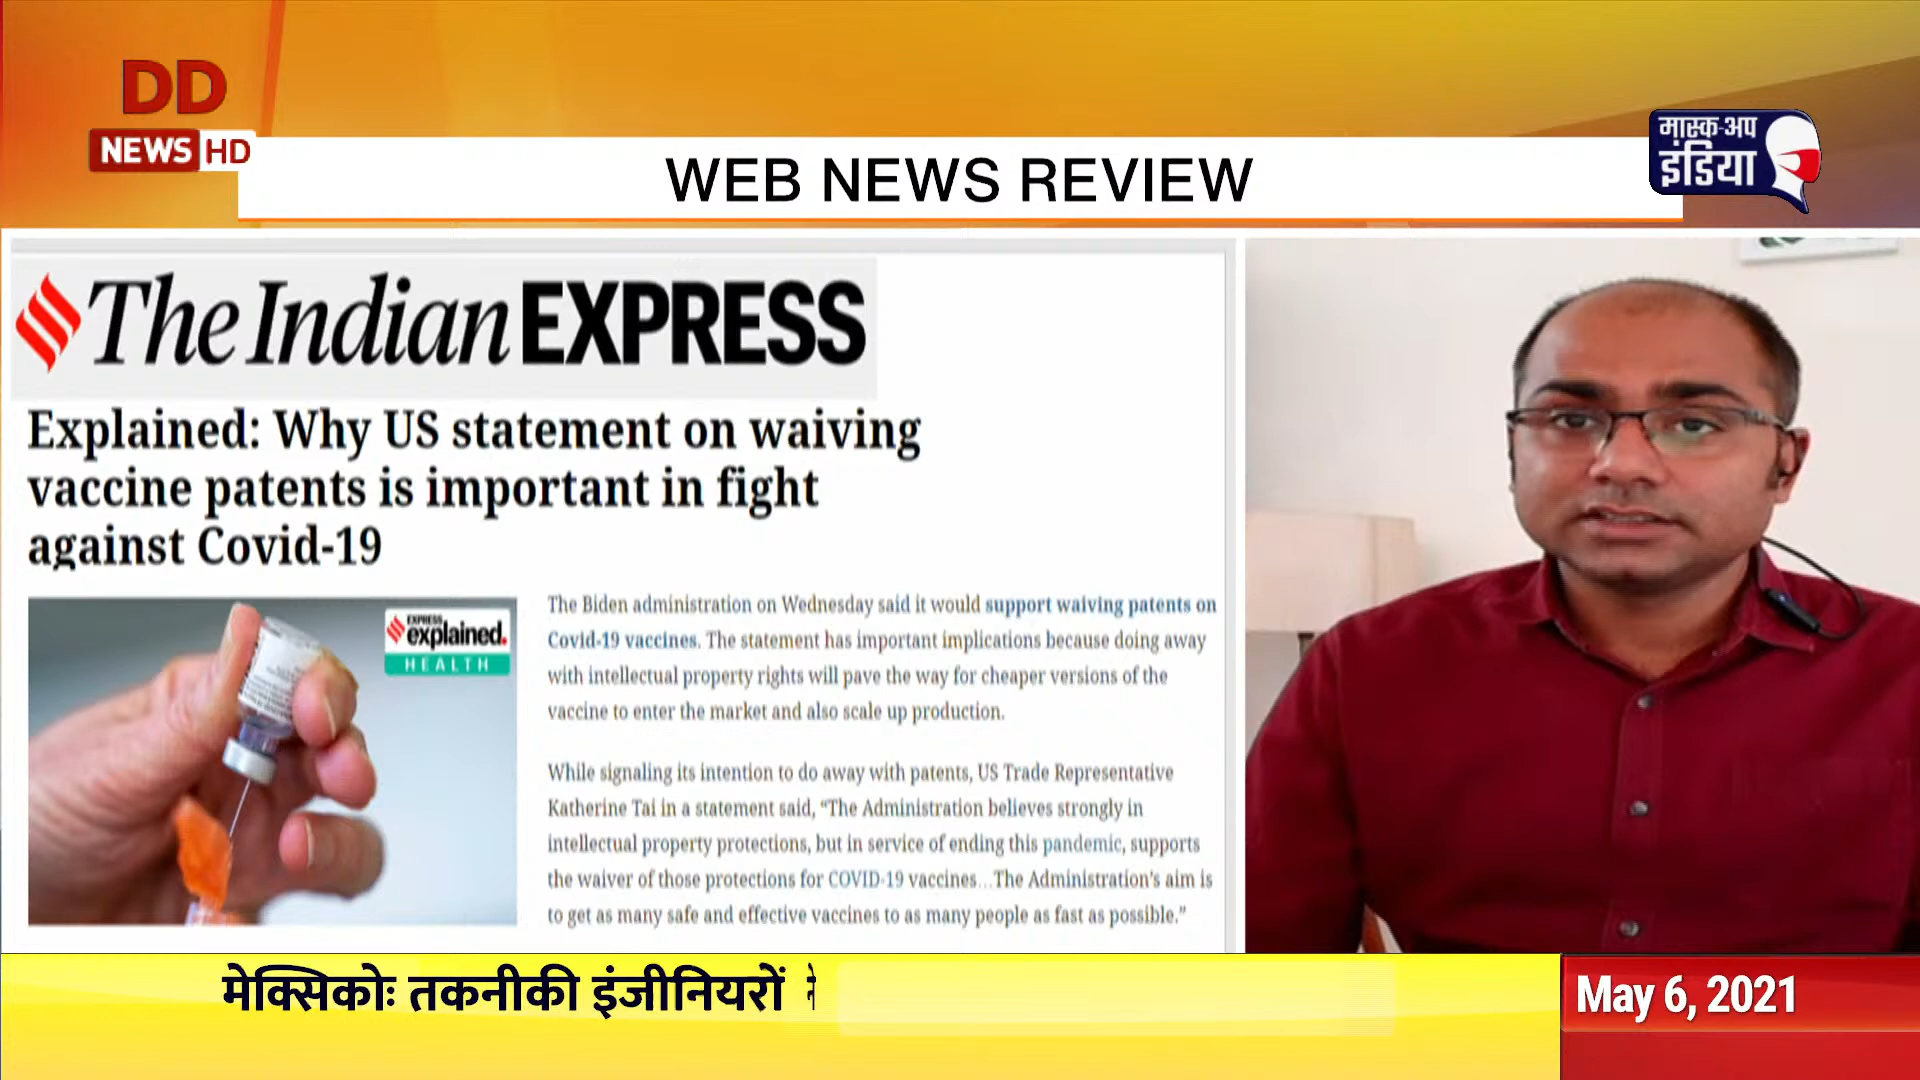 DD
NEWS HD
WEB NEWS REVIEW
मास्क-अप
इंडिया
The Indian EXPRESS
Explained: Why US statement on waiving
vaccine patents is important in fight
against Covid-19
EXPRESS
explained.
HEALTH
The Biden administration on Wednesday said it would support waiving patents on
Covid-19 vaccines. The statement has important implications because doing away
with intellectual property rights will pave the way for cheaper versions of the
vaccine to enter the market and also scale up production.
While signaling its intention to do away with patents, US Trade Representative
Katherine Tai in a statement said, “The Administration believes strongly in
intellectual property protections, but in service of ending this pandemic, supports
the waiver of those protections for COVID-19 vaccines…The Administration’s aim is
to get as many safe and effective vaccines to as many people as fast as possible.”
मेक्सिकोः तकनीकी इंजीनियरों
May 6, 2021